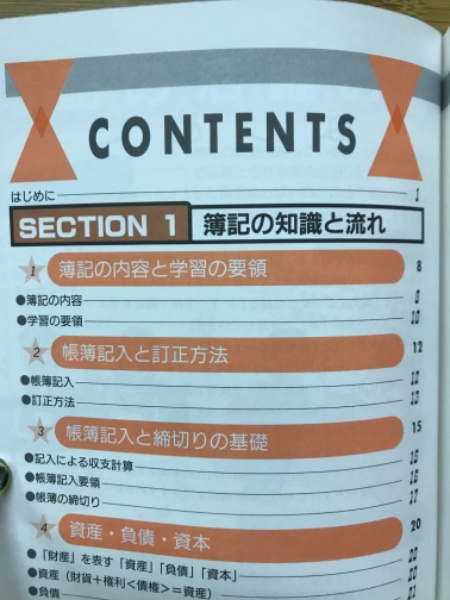 CONTENTS
はじめに 1
SECTION 1 簿記の知識と流れ
1 簿記の内容と学習の要領 8
●簿記の内容 8
●学習の要領 10
2 帳簿記入と訂正方法 12
●帳簿記入 12
●訂正方法 13
3 帳簿記入と締切りの基礎 15
●記入による収支計算 15
●帳簿記入要領 16
●帳簿の締切り 17
4 資産・負債・資本 20
●「財産」を表す「資産」「負債」「資本」 20
●資産(財貨+権利<債権>=資産) 20
●負債 21